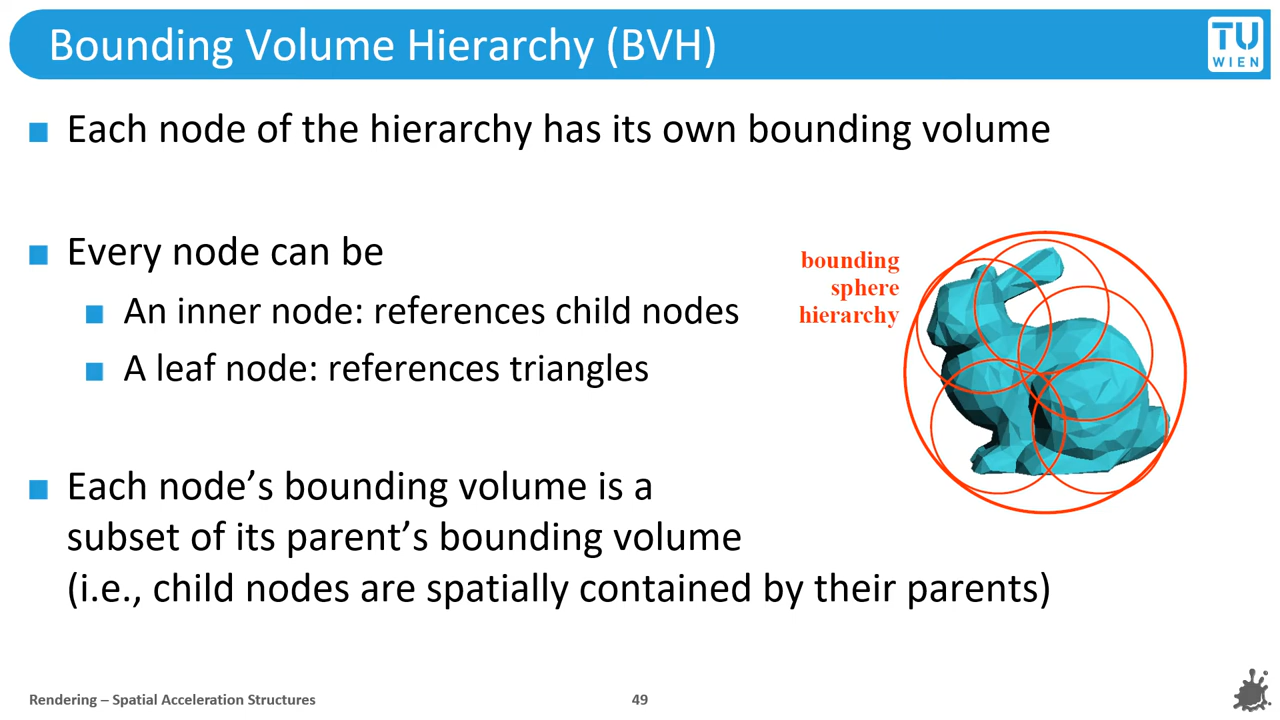 Bounding Volume Hierarchy (BVH)
TU
WIEN
Each node of the hierarchy has its own bounding volume
Every node can be
An inner node: references child nodes
A leaf node: references triangles
bounding
sphere
hierarchy
Each node’s bounding volume is a
subset of its parent’s bounding volume
(i.e., child nodes are spatially contained by their parents)
Rendering – Spatial Acceleration Structures
49